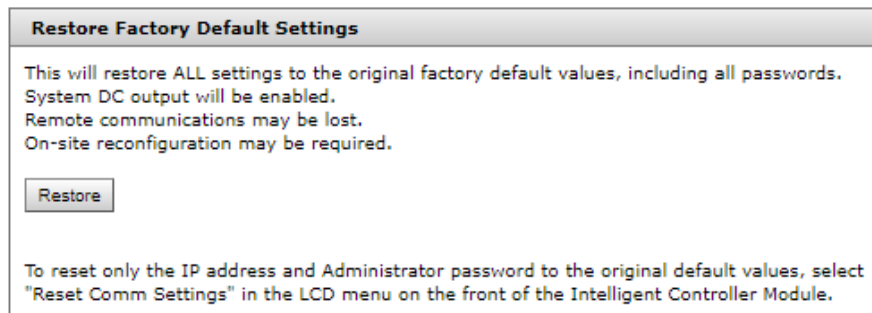 Restore Factory Default Settings
This will restore ALL settings to the original factory default values, including all passwords.
System DC output will be enabled.
Remote communications may be lost.
On-site reconfiguration may be required.
Restore
To reset only the IP address and Administrator password to the original default values, select
"Reset Comm Settings" in the LCD menu on the front of the Intelligent Controller Module.